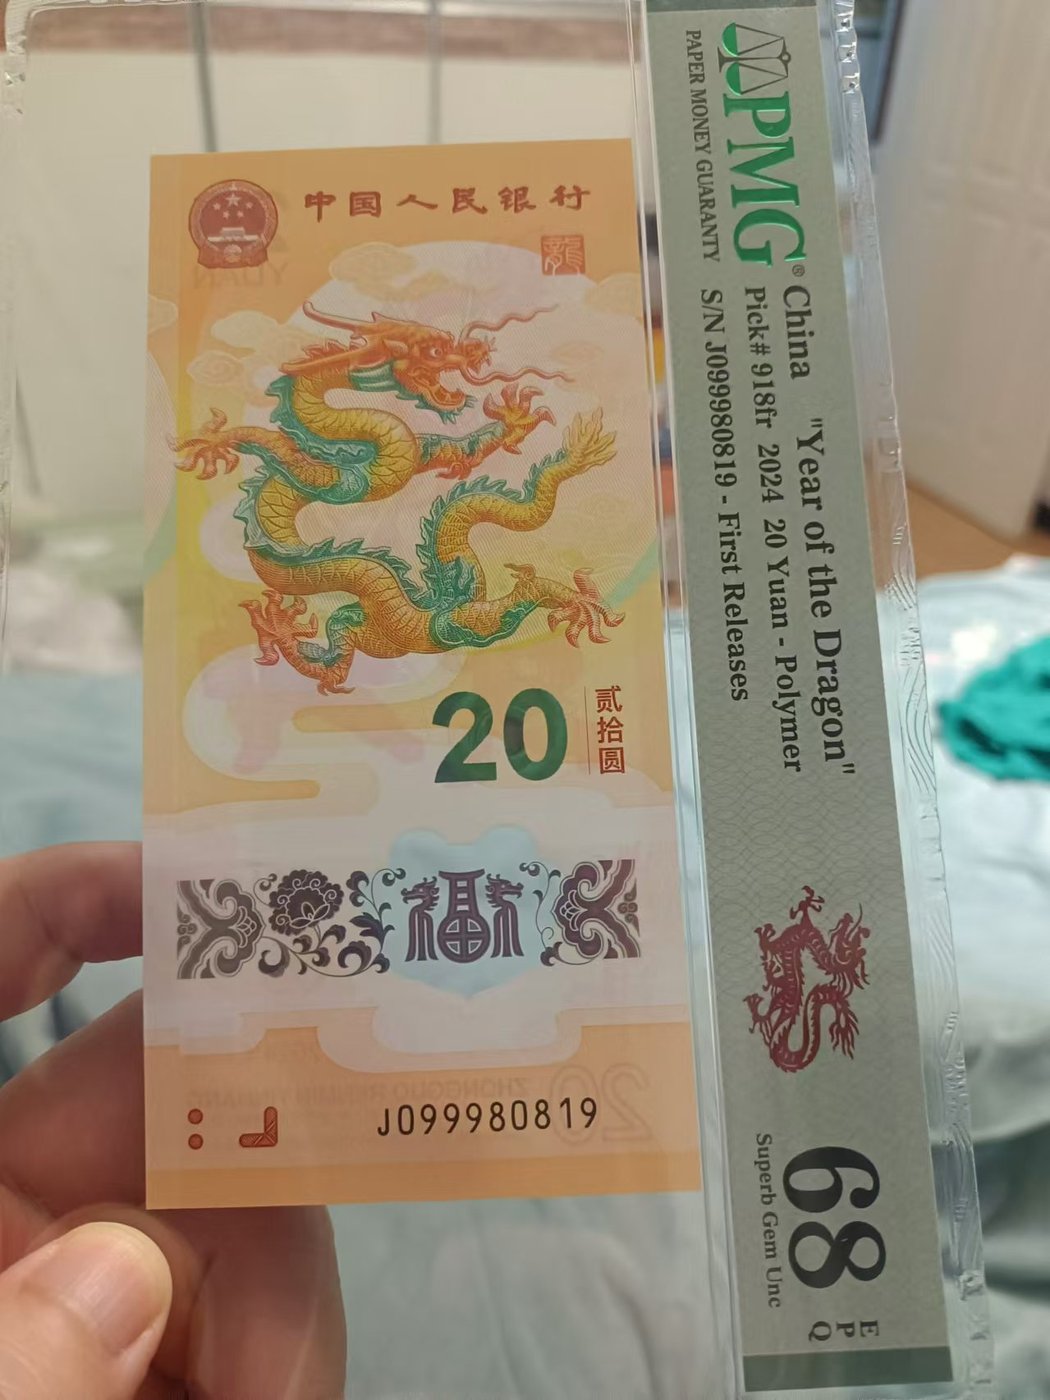 中国人民银行
龍
20
贰拾圆
福
J099980819
PMG®
PAPER MONEY GUARANTY
China "Year of the Dragon"
Pick# 918fr 2024 20 Yuan - Polymer
S/N J099980819 - First Releases
68 EPQ
Superb Gem Unc